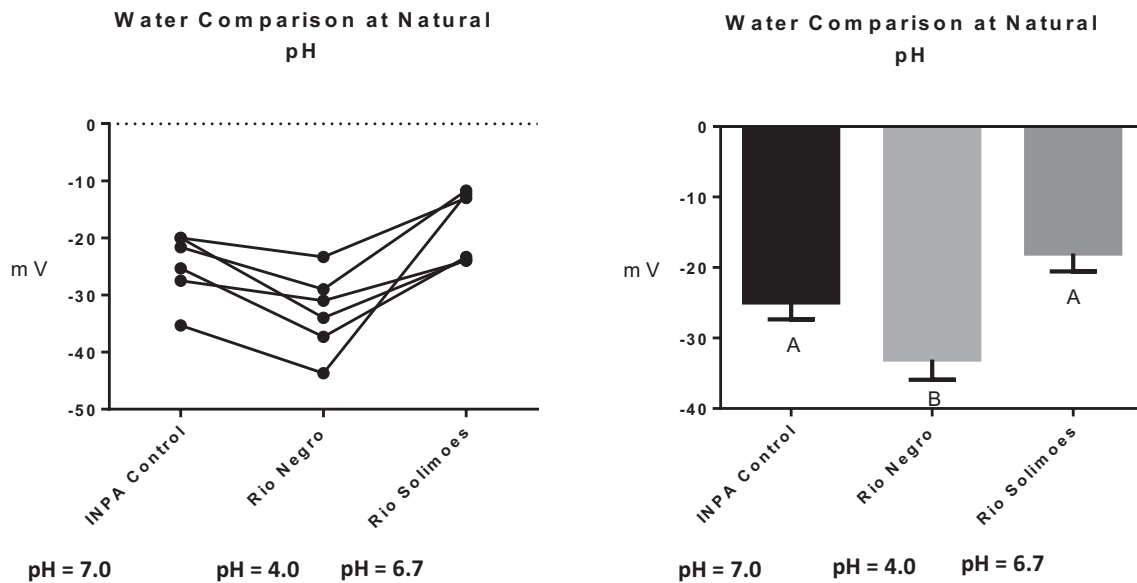 Water Comparison at Natural
pH
0
-10
-20
-30
-40
-50
mV
INPA Control
Rio Negro
Rio Solimoes
pH = 7.0
pH = 4.0
pH = 6.7
Water Comparison at Natural
pH
0
-10
-20
-30
-40
mV
A
B
A
INPA Control
Rio Negro
Rio Solimoes
pH = 7.0
pH = 4.0
pH = 6.7